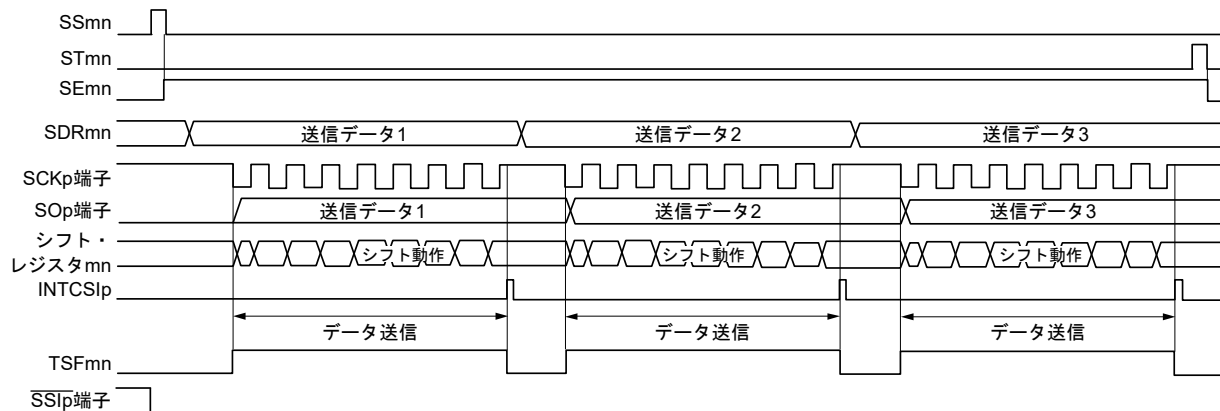 SSmn
STmn
SEmn
SDRmn 送信データ1 送信データ2 送信データ3
SCKp端子
SOp端子 送信データ1 送信データ2 送信データ3
シフト・
レジスタmn シフト動作 シフト動作 シフト動作
INTCSIp
データ送信 データ送信 データ送信
TSFmn
SSIp端子